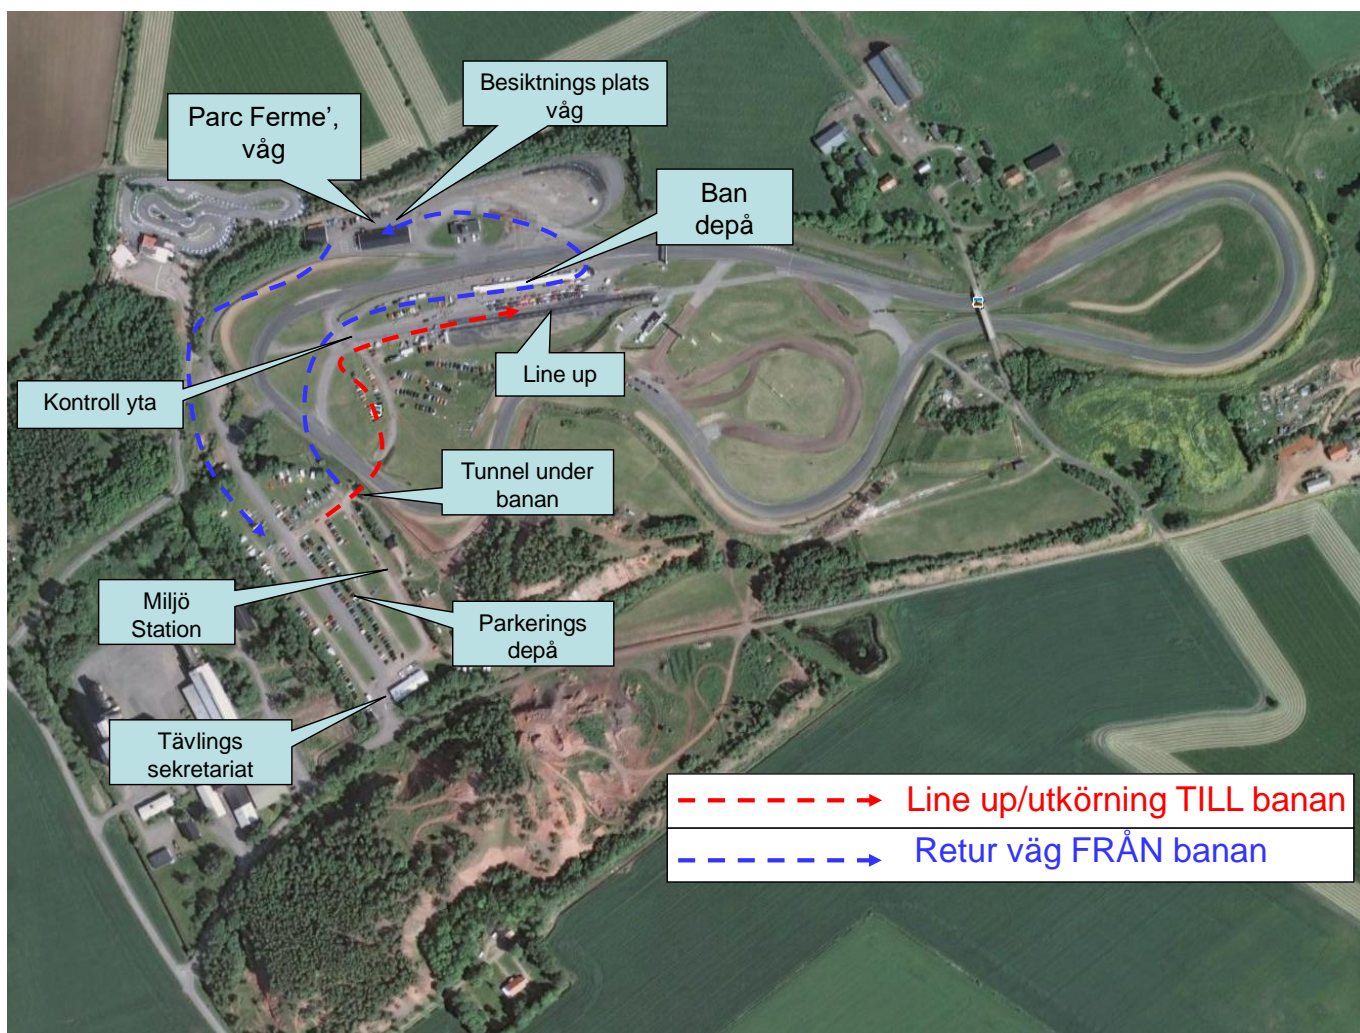 Besiktnings plats
våg
Parc Ferme’,
våg
Ban
depå
Line up
Kontroll yta
Tunnel under
banan
Miljö
Station
Parkerings
depå
Tävlings
sekretariat
Line up/utkörning TILL banan
Retur väg FRÅN banan